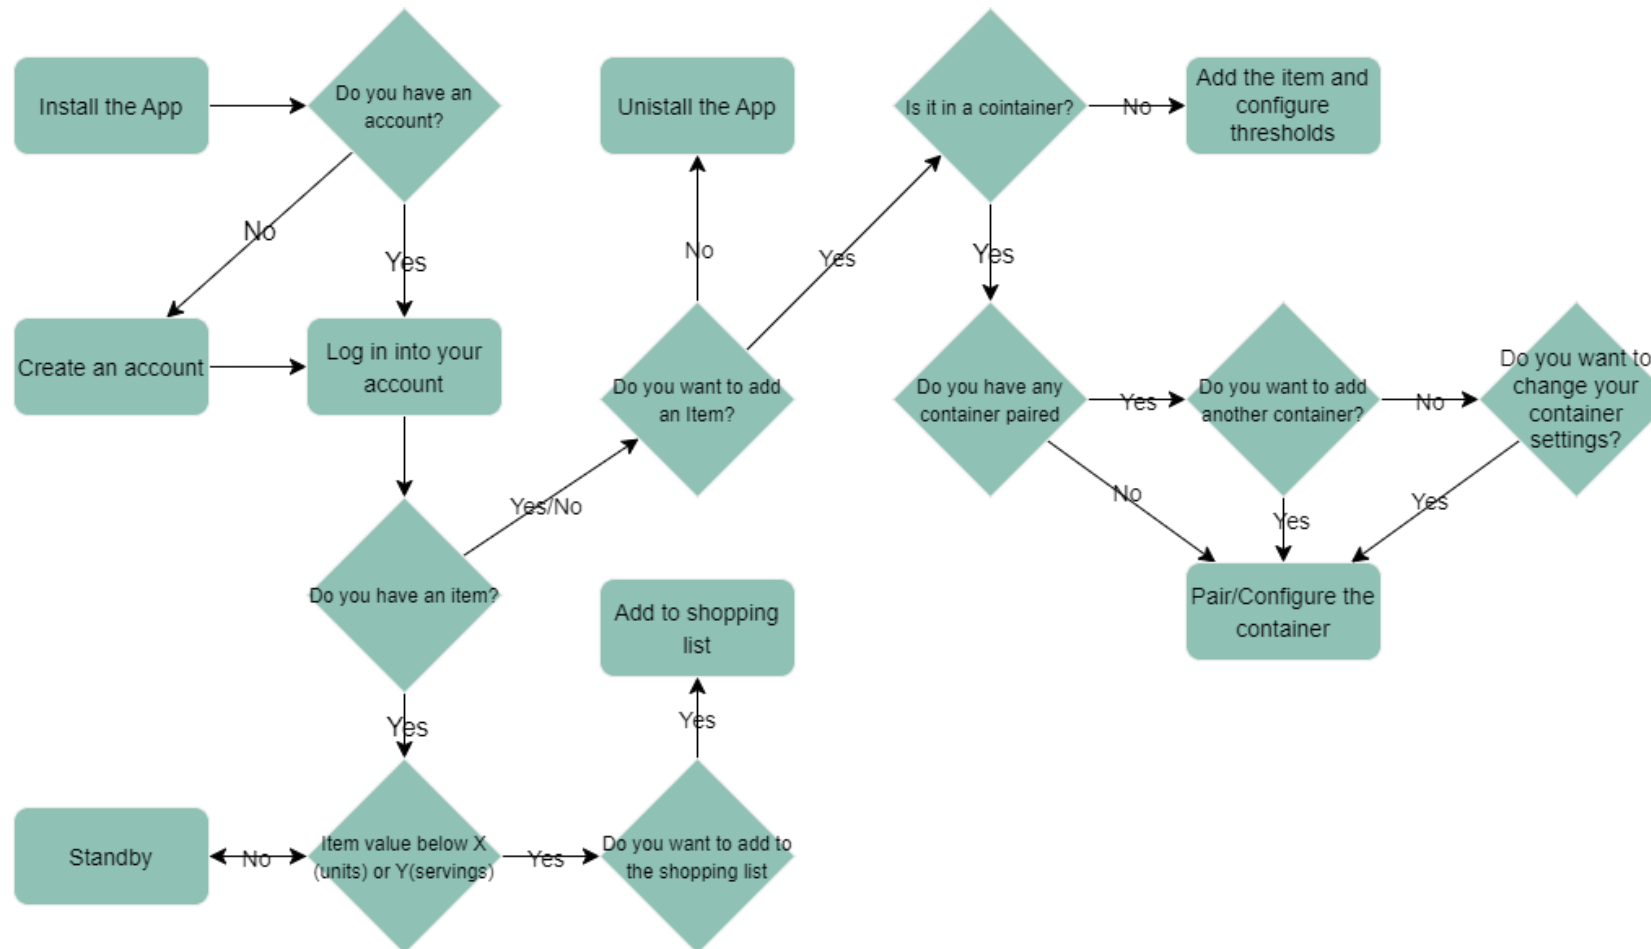 Install the App
Do you have an
account?
Unistall the App
Is it in a cointainer?
No
Add the item and
configure
thresholds
No
Yes
No
Yes
Yes
Create an account
Log in into your
account
Do you want to add
an Item?
Do you have any
container paired
Yes
Do you want to add
another container?
No
Do you want to
change your
container
settings?
Yes/No
No
Yes
Yes
Do you have an item?
Add to shopping
list
Pair/Configure the
container
Yes
Yes
Standby
No
Item value below X
(units) or Y(servings)
Yes
Do you want to add to
the shopping list